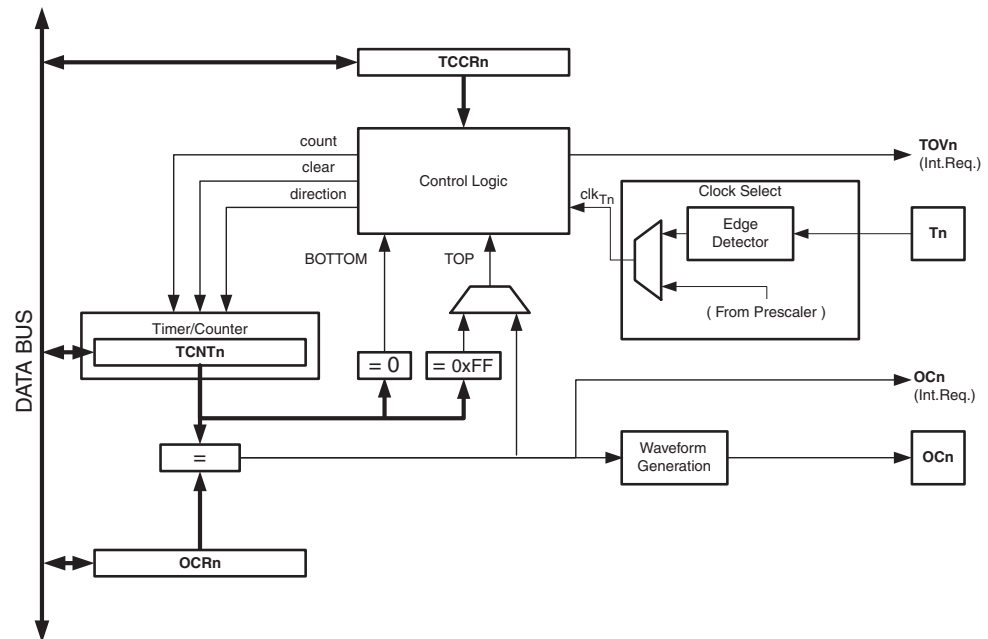 TCCRn
count
clear
direction
Control Logic
TOVn
(Int.Req.)
clkTn
Clock Select
Edge
Detector
Tn
( From Prescaler )
BOTTOM
TOP
Timer/Counter
TCNTn
= 0
= 0xFF
DATA BUS
OCn
(Int.Req.)
=
Waveform
Generation
OCn
OCRn